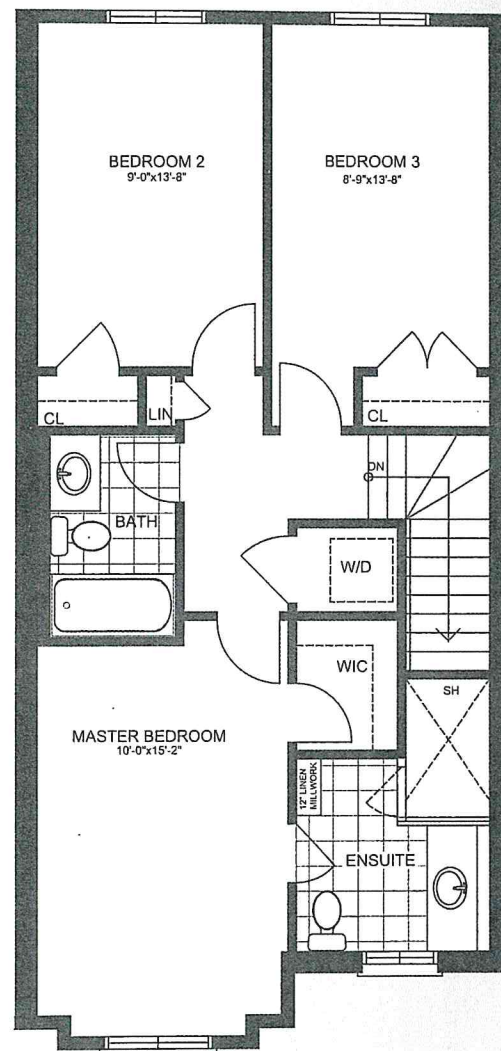 BEDROOM 2
9'-0"x13'-8"
BEDROOM 3
8'-9"x13'-8"
CL
LIN
CL
BATH
DN
W/D
WIC
SH
MASTER BEDROOM
10'-0"x15'-2"
12" LINEN
MILLWORK
ENSUITE